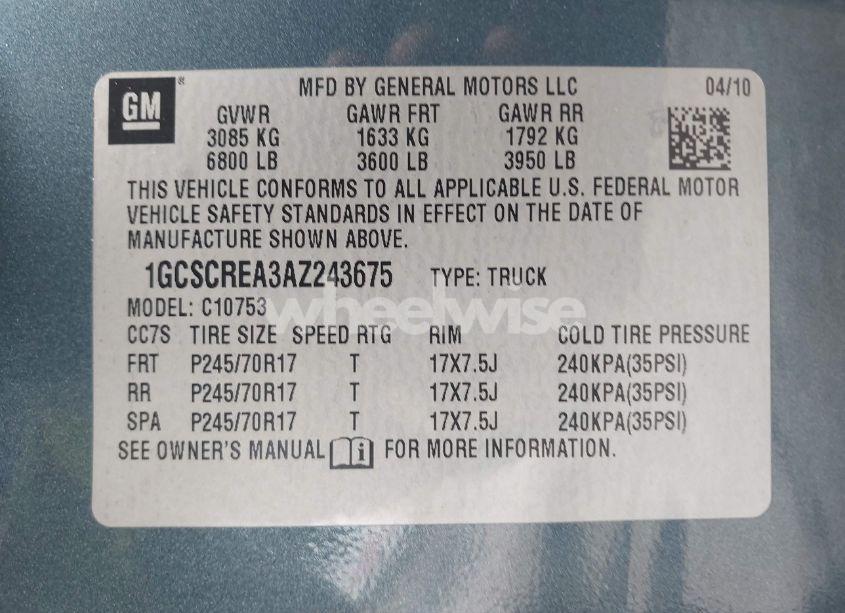 GM ® MFD BY GENERAL MOTORS LLC 04/10
GVWR GAWR FRT GAWR RR
3085 KG 1633 KG 1792 KG
6800 LB 3600 LB 3950 LB
THIS VEHICLE CONFORMS TO ALL APPLICABLE U.S. FEDERAL MOTOR
VEHICLE SAFETY STANDARDS IN EFFECT ON THE DATE OF
MANUFACTURE SHOWN ABOVE.
1GCSCREA3AZ243675 TYPE: TRUCK
MODEL: C10753
wheelwise
CC7S TIRE SIZE SPEED RTG RIM COLD TIRE PRESSURE
FRT P245/70R17 T 17X7.5J 240KPA(35PSI)
RR P245/70R17 T 17X7.5J 240KPA(35PSI)
SPA P245/70R17 T 17X7.5J 240KPA(35PSI)
SEE OWNER'S MANUAL i FOR MORE INFORMATION.